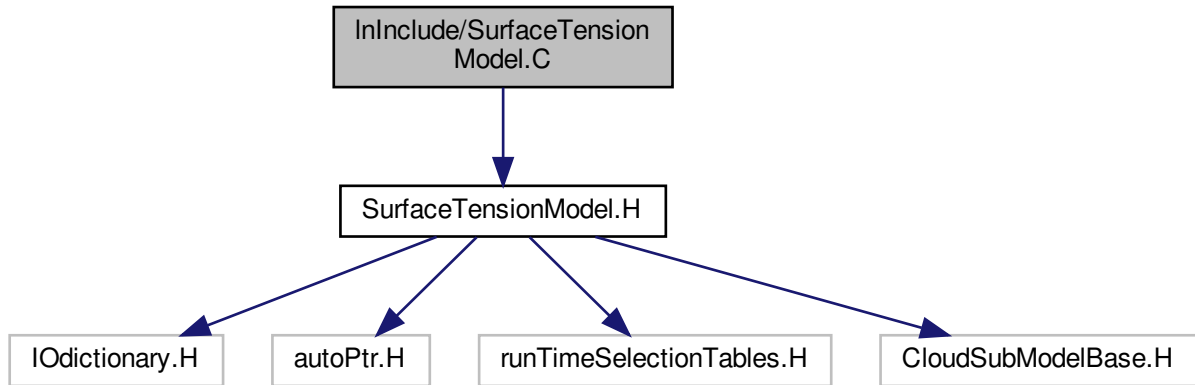 lnInclude/SurfaceTension
Model.C
SurfaceTensionModel.H
IOdictionary.H
autoPtr.H
runTimeSelectionTables.H
CloudSubModelBase.H